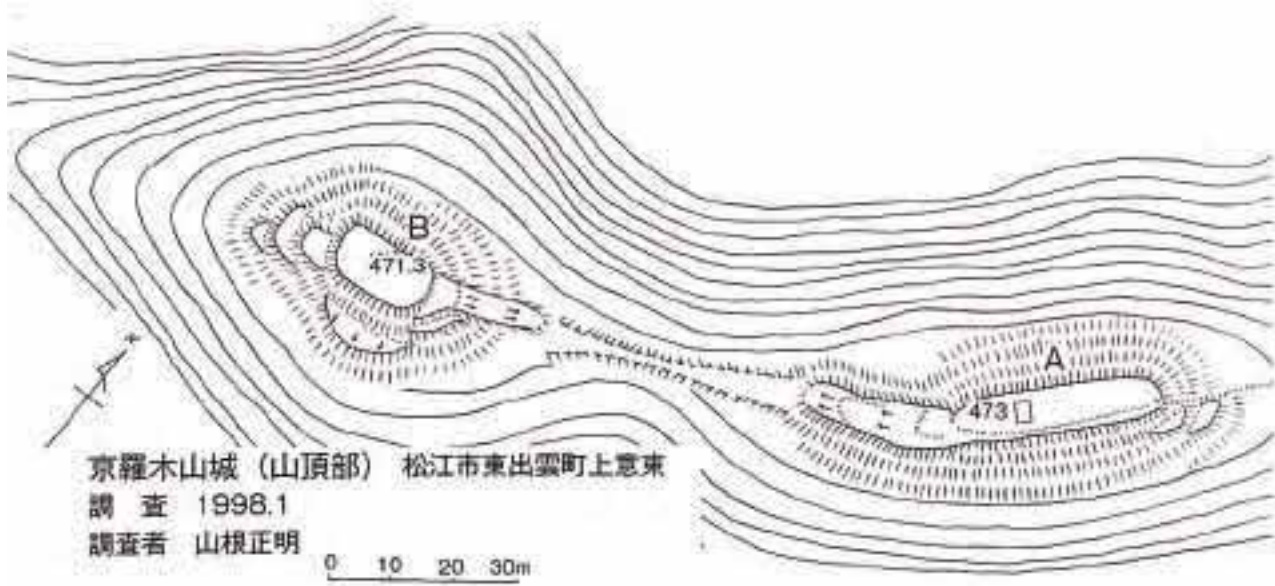 B
471.3
A
473
京羅木山城（山頂部） 松江市東出雲町上意東
調 査 1998.1
調査者 山根正明
0 10 20 30m